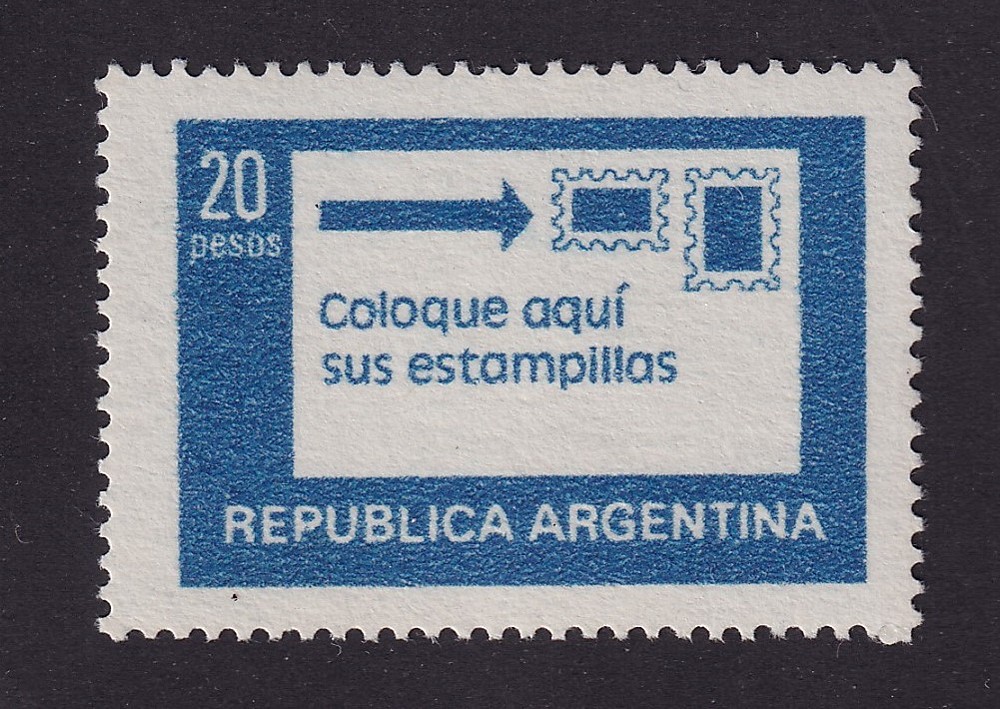 20
pesos
Coloque aquí
sus estampillas
REPUBLICA ARGENTINA